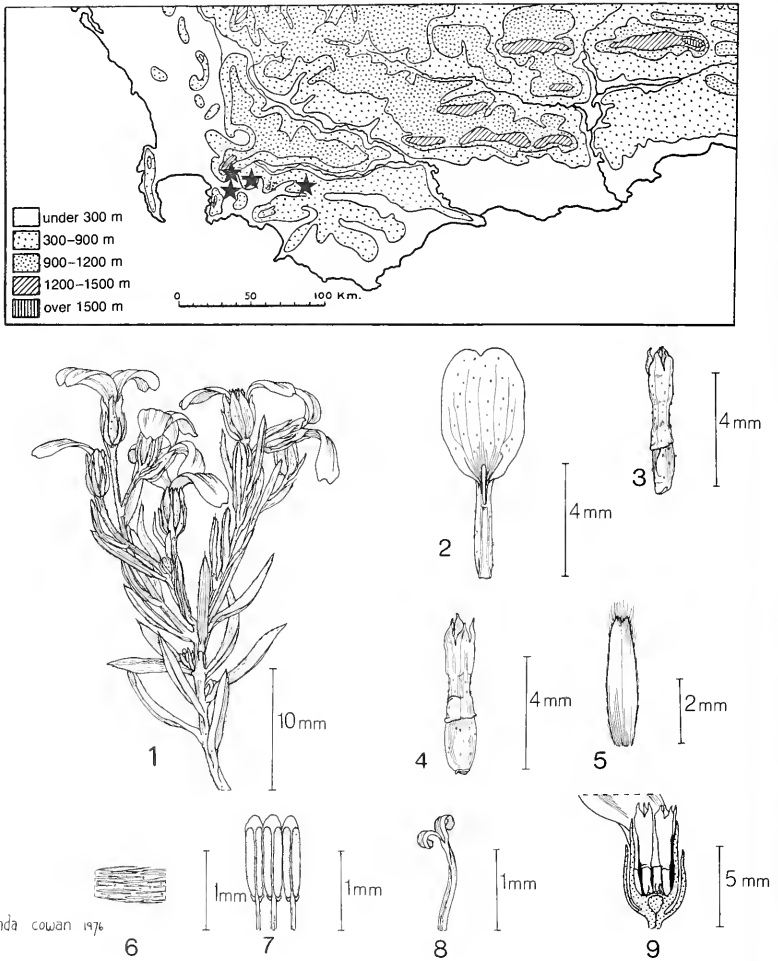 under 300 m
300–900 m
900–1200 m
1200–1500 m
over 1500 m
0 50 100 Km.
1
10 mm
2
4 mm
3
4 mm
4
4 mm
5
2 mm
6
1 mm
7
1 mm
8
1 mm
9
5 mm
cowan 1976